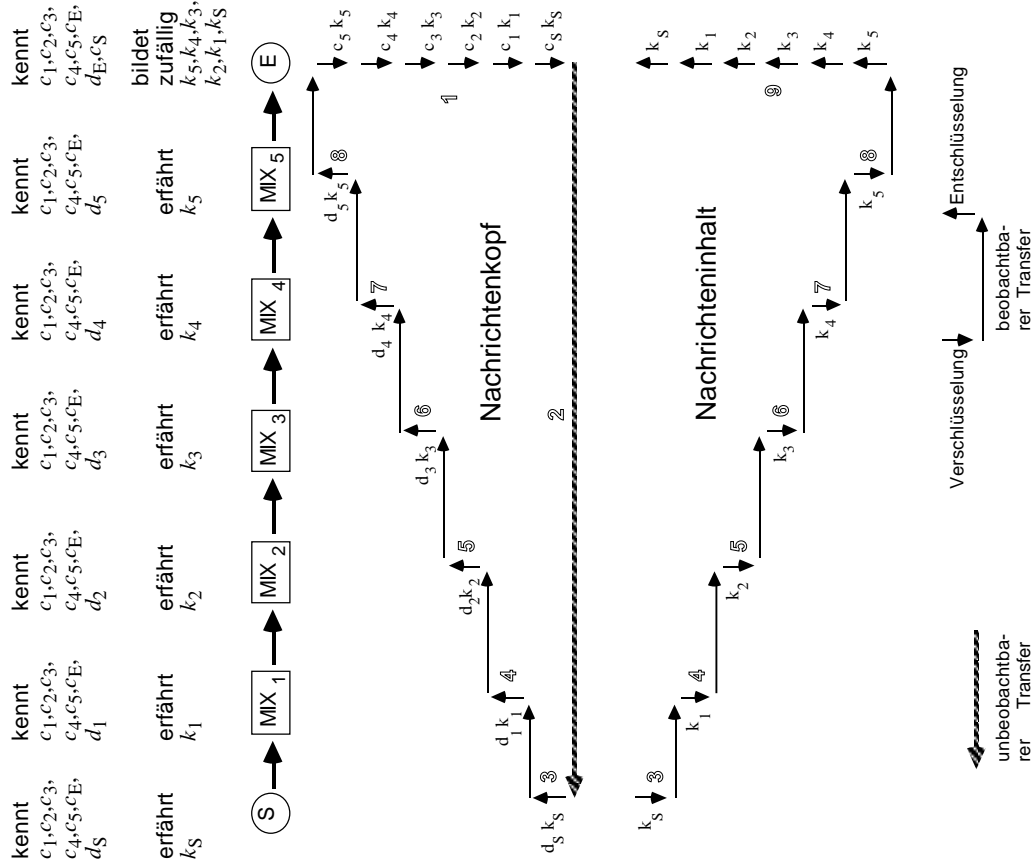 kennt
c1,c2,c3,
c4,c5,cE,
dS
kennt
c1,c2,c3,
c4,c5,cE,
d1
kennt
c1,c2,c3,
c4,c5,cE,
d2
kennt
c1,c2,c3,
c4,c5,cE,
d3
kennt
c1,c2,c3,
c4,c5,cE,
d4
kennt
c1,c2,c3,
c4,c5,cE,
d5
kennt
c1,c2,c3,
c4,c5,cE,
dE,cS
erfährt
kS
erfährt
k1
erfährt
k2
erfährt
k3
erfährt
k4
erfährt
k5
bildet
zufällig
k5,k4,k3,
k2,k1,kS
S
MIX 1
MIX 2
MIX 3
MIX 4
MIX 5
E
8
c5 k5
d5 k5
7
c4 k4
d4 k4
6
c3 k3
d3 k3
1
5
c2 k2
d2 k2
Nachrichtenkopf
4
c1 k1
d1 k1
3
cS kS
dS kS
2
3
kS
kS
4
k1
k1
Nachrichteninhalt
5
k2
k2
6
k3
9
k3
7
k4
k4
8
k5
k5
Verschlüsselung
Entschlüsselung
unbeobachtba-
rer Transfer
beobachtba-
rer Transfer